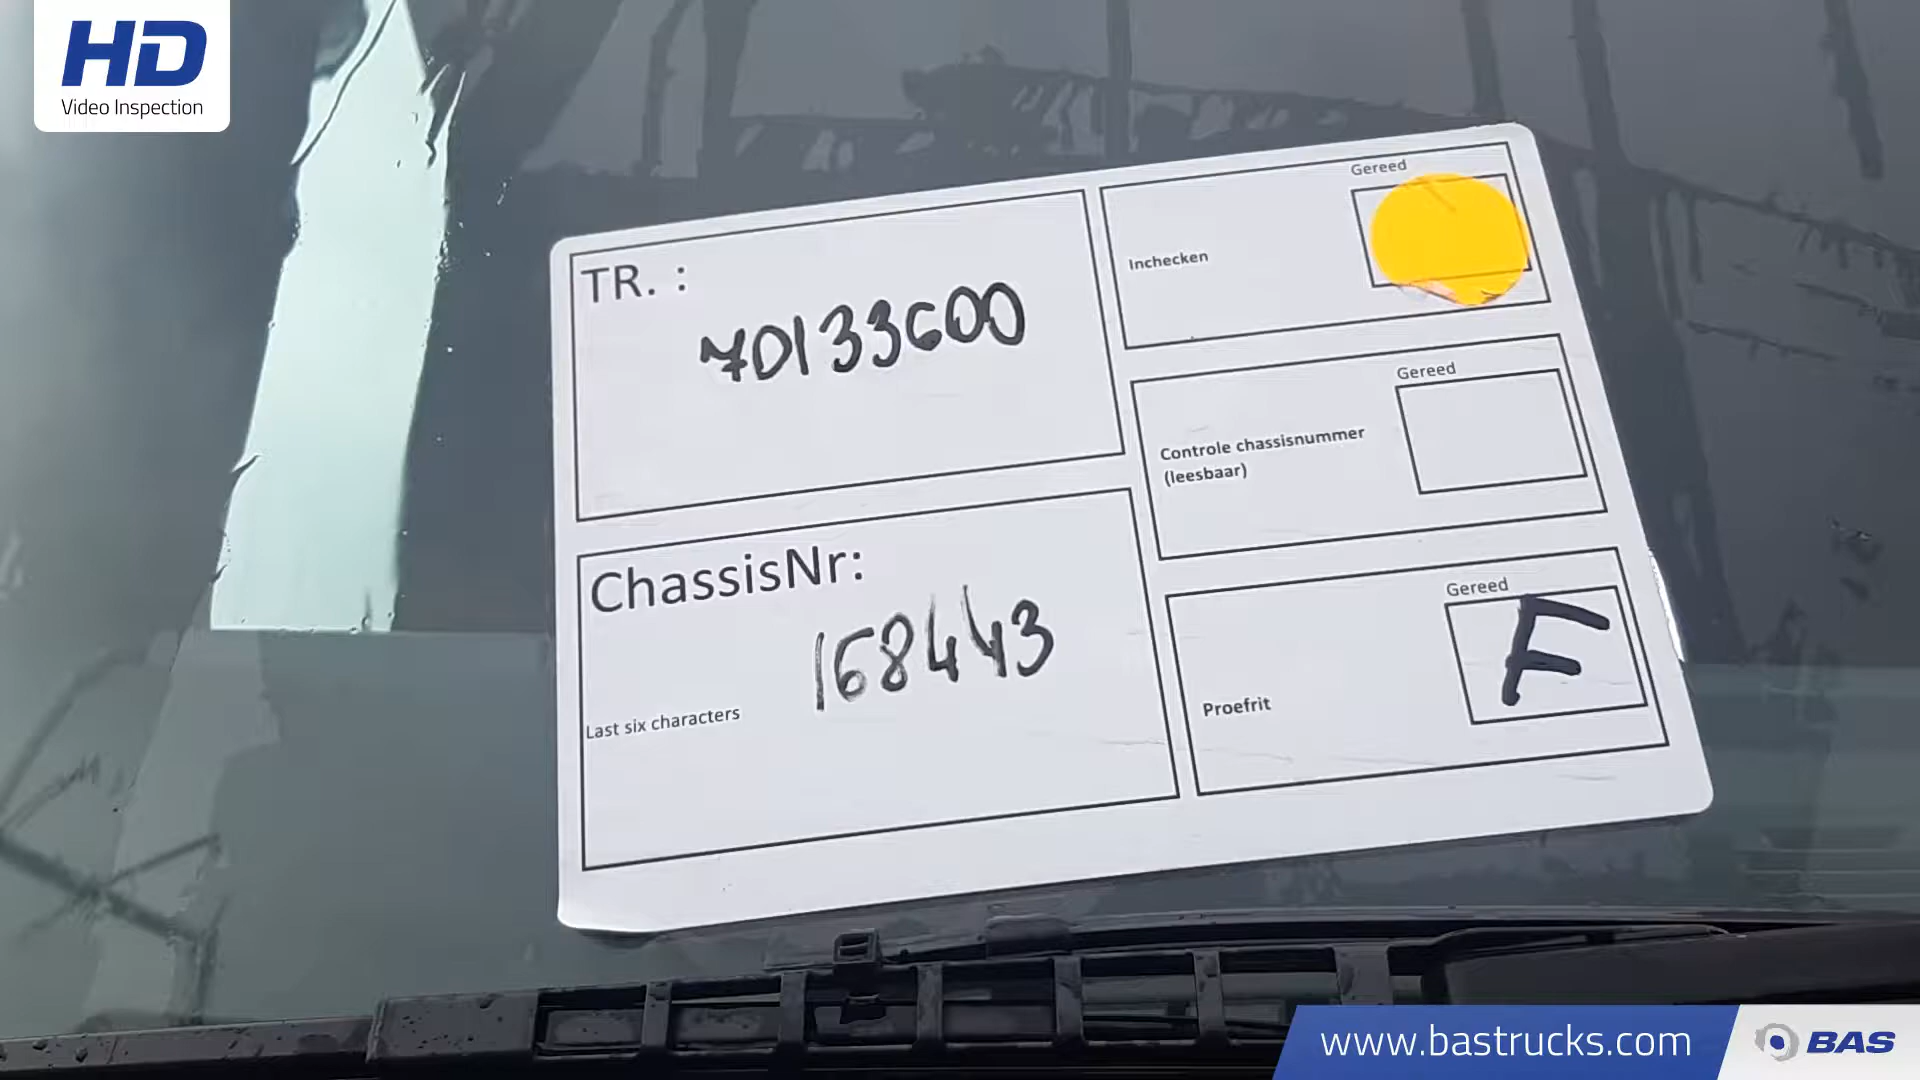 HD
Video Inspection
TR. :
70133600
ChassisNr:
168443
Last six characters
Gereed
Inchecken
Gereed
Controle chassisnummer
(leesbaar)
Gereed
F
Proefrit
www.bastrucks.com
BAS